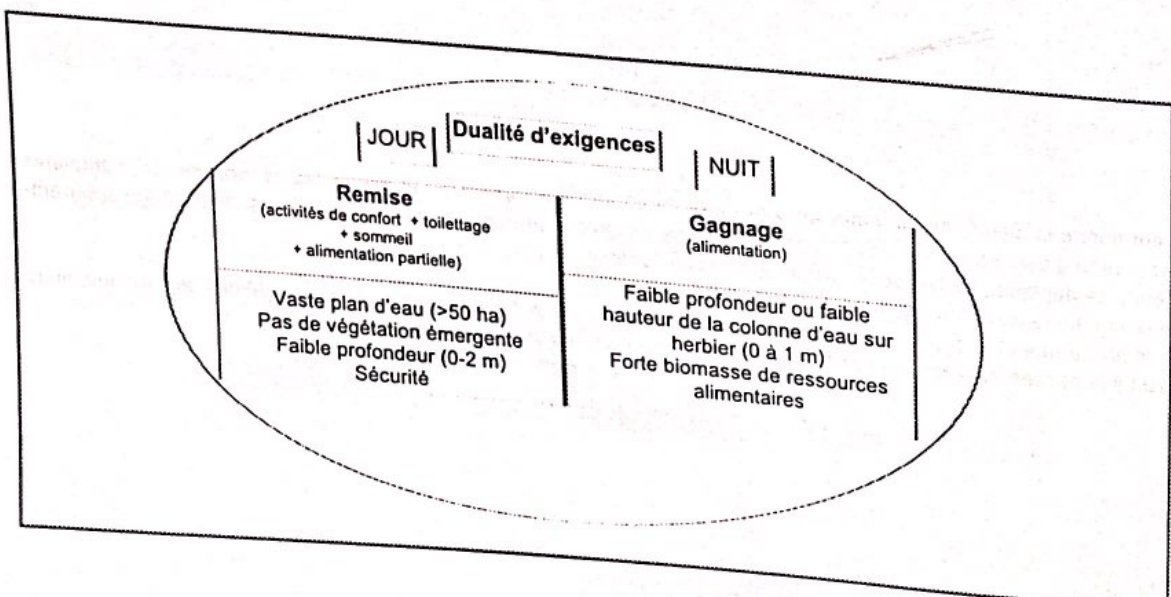 JOUR
Dualité d'exigences
NUIT
Remise
(activités de confort + toilettage
+ sommeil
+ alimentation partielle)
Gagnage
(alimentation)
Vaste plan d'eau (>50 ha)
Pas de végétation émergente
Faible profondeur (0-2 m)
Sécurité
Faible profondeur ou faible
hauteur de la colonne d'eau sur
herbier (0 à 1 m)
Forte biomasse de ressources
alimentaires